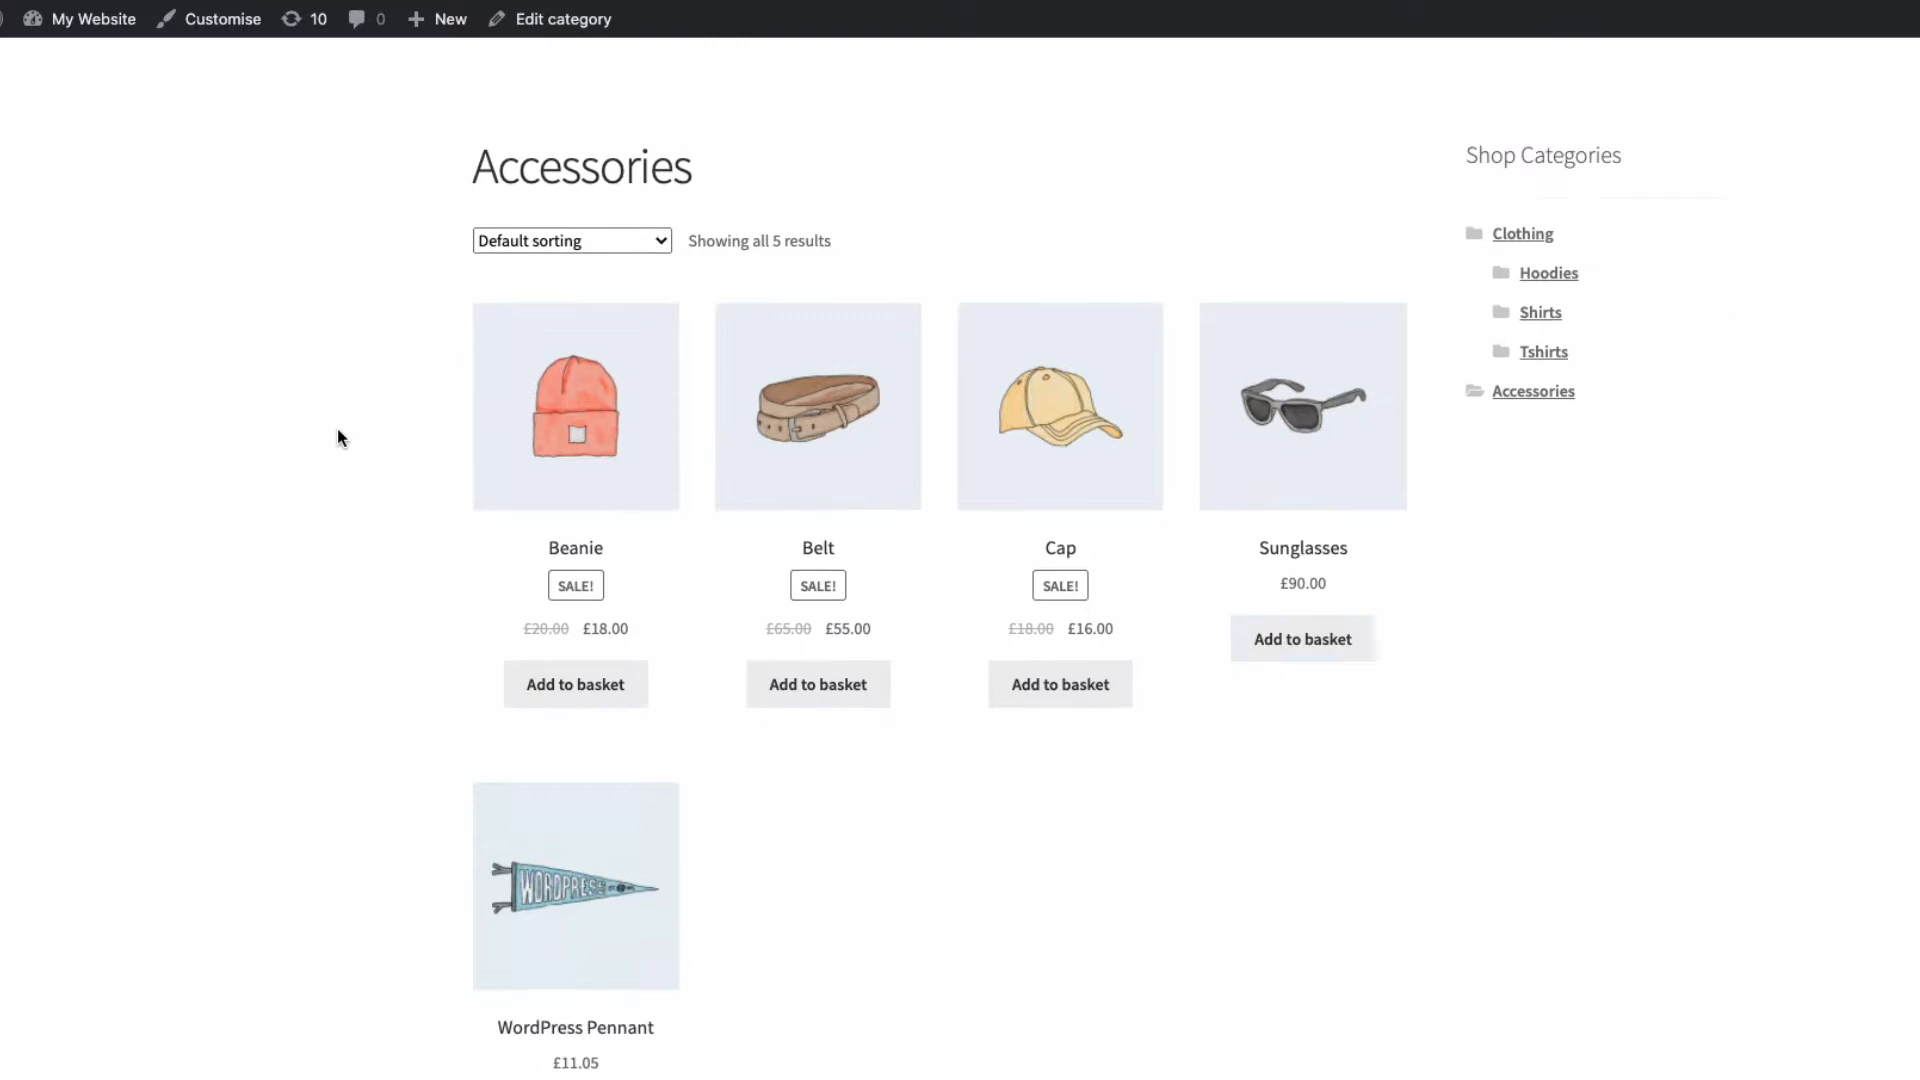 My Website Customise 10 0 New Edit category
Accessories
Default sorting Showing all 5 results
Beanie
SALE!
£20.00 £18.00
Add to basket
Belt
SALE!
£65.00 £55.00
Add to basket
Cap
SALE!
£18.00 £16.00
Add to basket
Sunglasses
£90.00
Add to basket
WORDPRESS
WordPress Pennant
£11.05
Shop Categories
Clothing
Hoodies
Shirts
Tshirts
Accessories